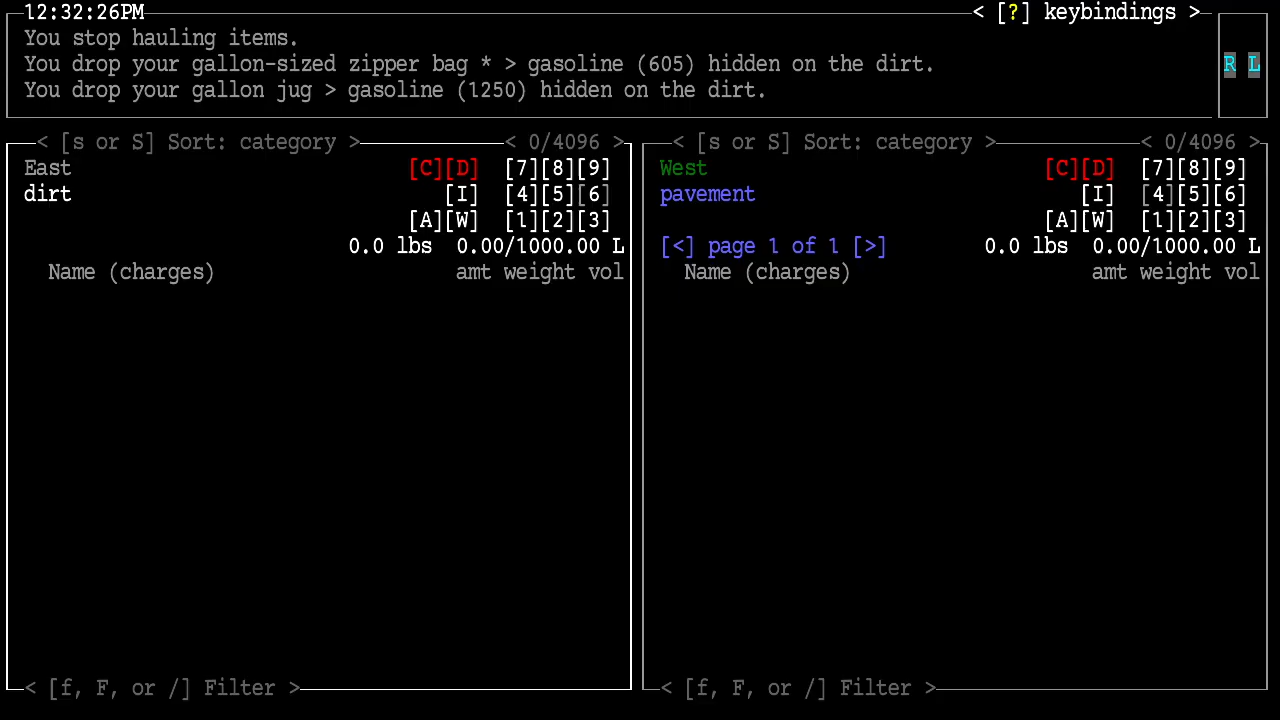 12:32:26PM < [?] keybindings >
You stop hauling items.
You drop your gallon-sized zipper bag * > gasoline (605) hidden on the dirt.
You drop your gallon jug > gasoline (1250) hidden on the dirt.
R L
< [s or S] Sort: category > < 0/4096 >
East [C][D] [7][8][9]
dirt [I] [4][5][6]
[A][W] [1][2][3]
0.0 lbs 0.00/1000.00 L
Name (charges) amt weight vol
< [f, F, or /] Filter >
< [s or S] Sort: category > < 0/4096 >
West [C][D] [7][8][9]
pavement [I] [4][5][6]
[A][W] [1][2][3]
[<] page 1 of 1 [>] 0.0 lbs 0.00/1000.00 L
Name (charges) amt weight vol
< [f, F, or /] Filter >